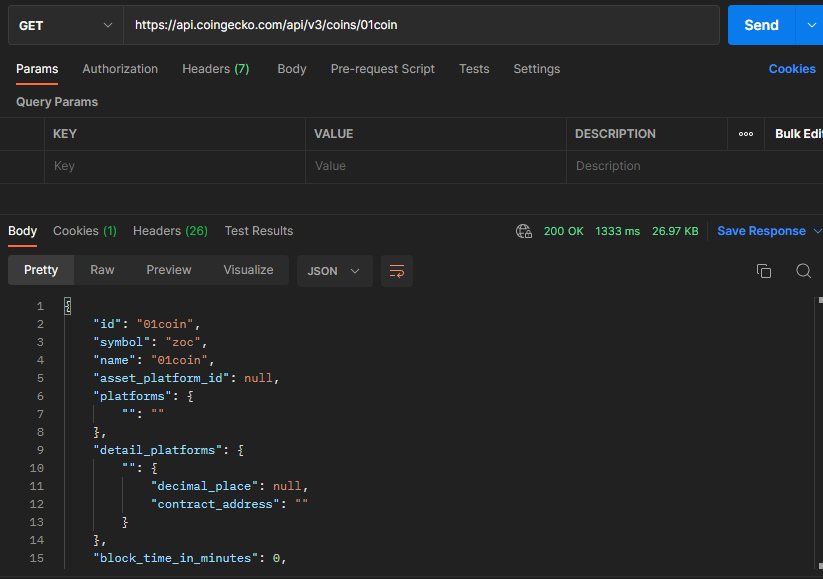 GET https://api.coingecko.com/api/v3/coins/01coin Send
Params Authorization Headers (7) Body Pre-request Script Tests Settings Cookies
Query Params
KEY VALUE DESCRIPTION ooo Bulk Edit
Key Value Description
Body Cookies (1) Headers (26) Test Results 200 OK 1333 ms 26.97 KB Save Response
Pretty Raw Preview Visualize JSON
1 {
2 "id": "01coin",
3 "symbol": "zoc",
4 "name": "01coin",
5 "asset_platform_id": null,
6 "platforms": {
7 "": ""
8 },
9 "detail_platforms": {
10 "": {
11 "decimal_place": null,
12 "contract_address": ""
13 }
14 },
15 "block_time_in_minutes": 0,